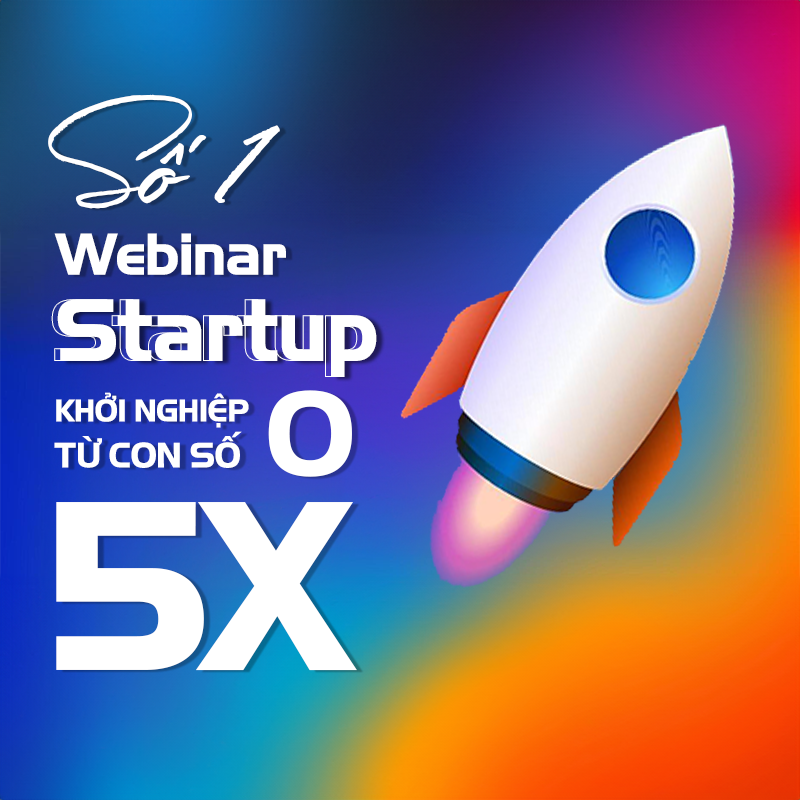 Số 1
Webinar
Startup
KHỞI NGHIỆP
TỪ CON SỐ 0
5X